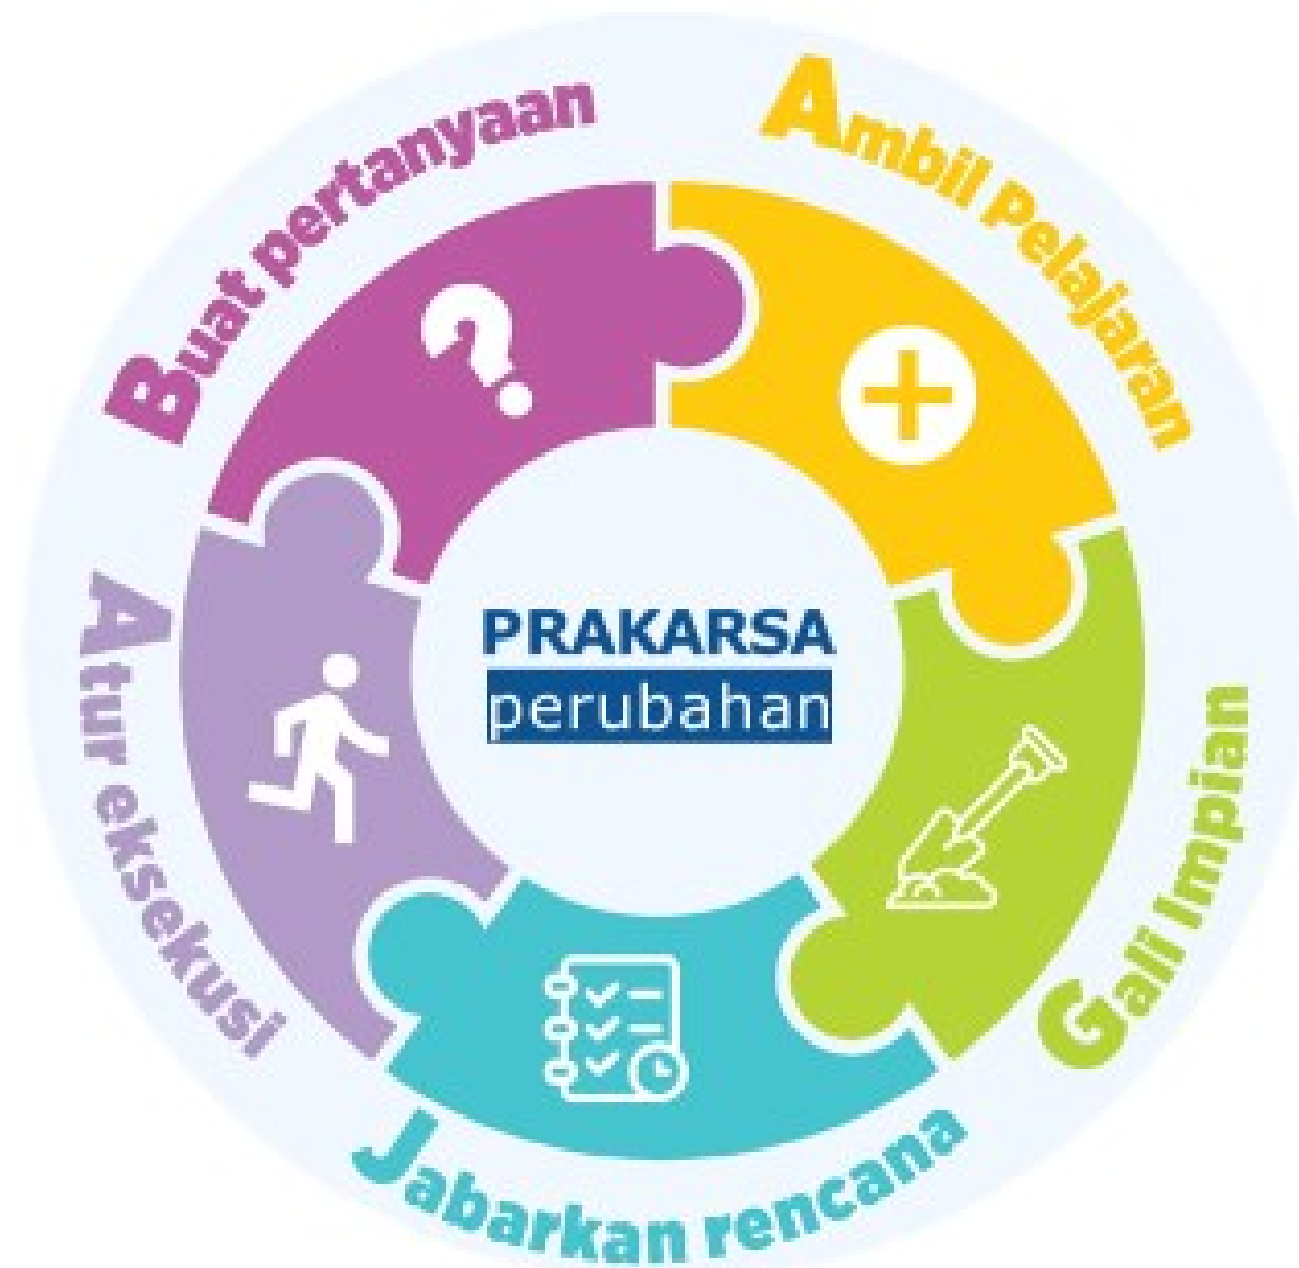 Buat pertanyaan
Ambil Pelajaran
Gali Impian
Jabarkan rencana
Atur eksekusi
PRAKARSA
perubahan